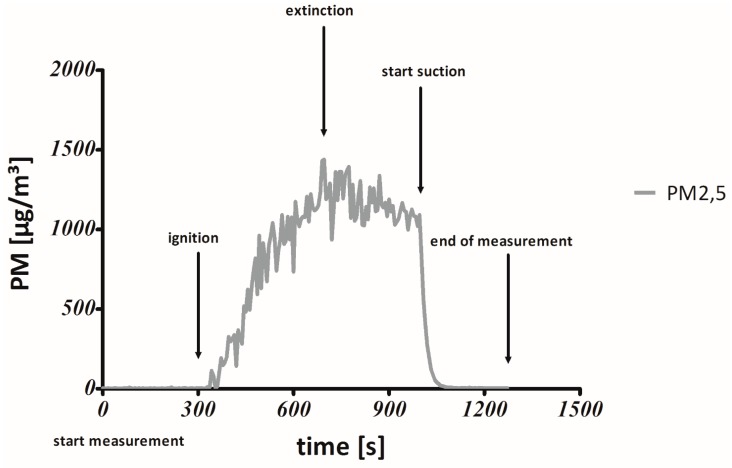 extinction
2000
start suction
1500
PM2,5
PM [µg/m³]
1000
ignition
end of measurement
500
0
0 300 600 900 1200 1500
start measurement
time [s]